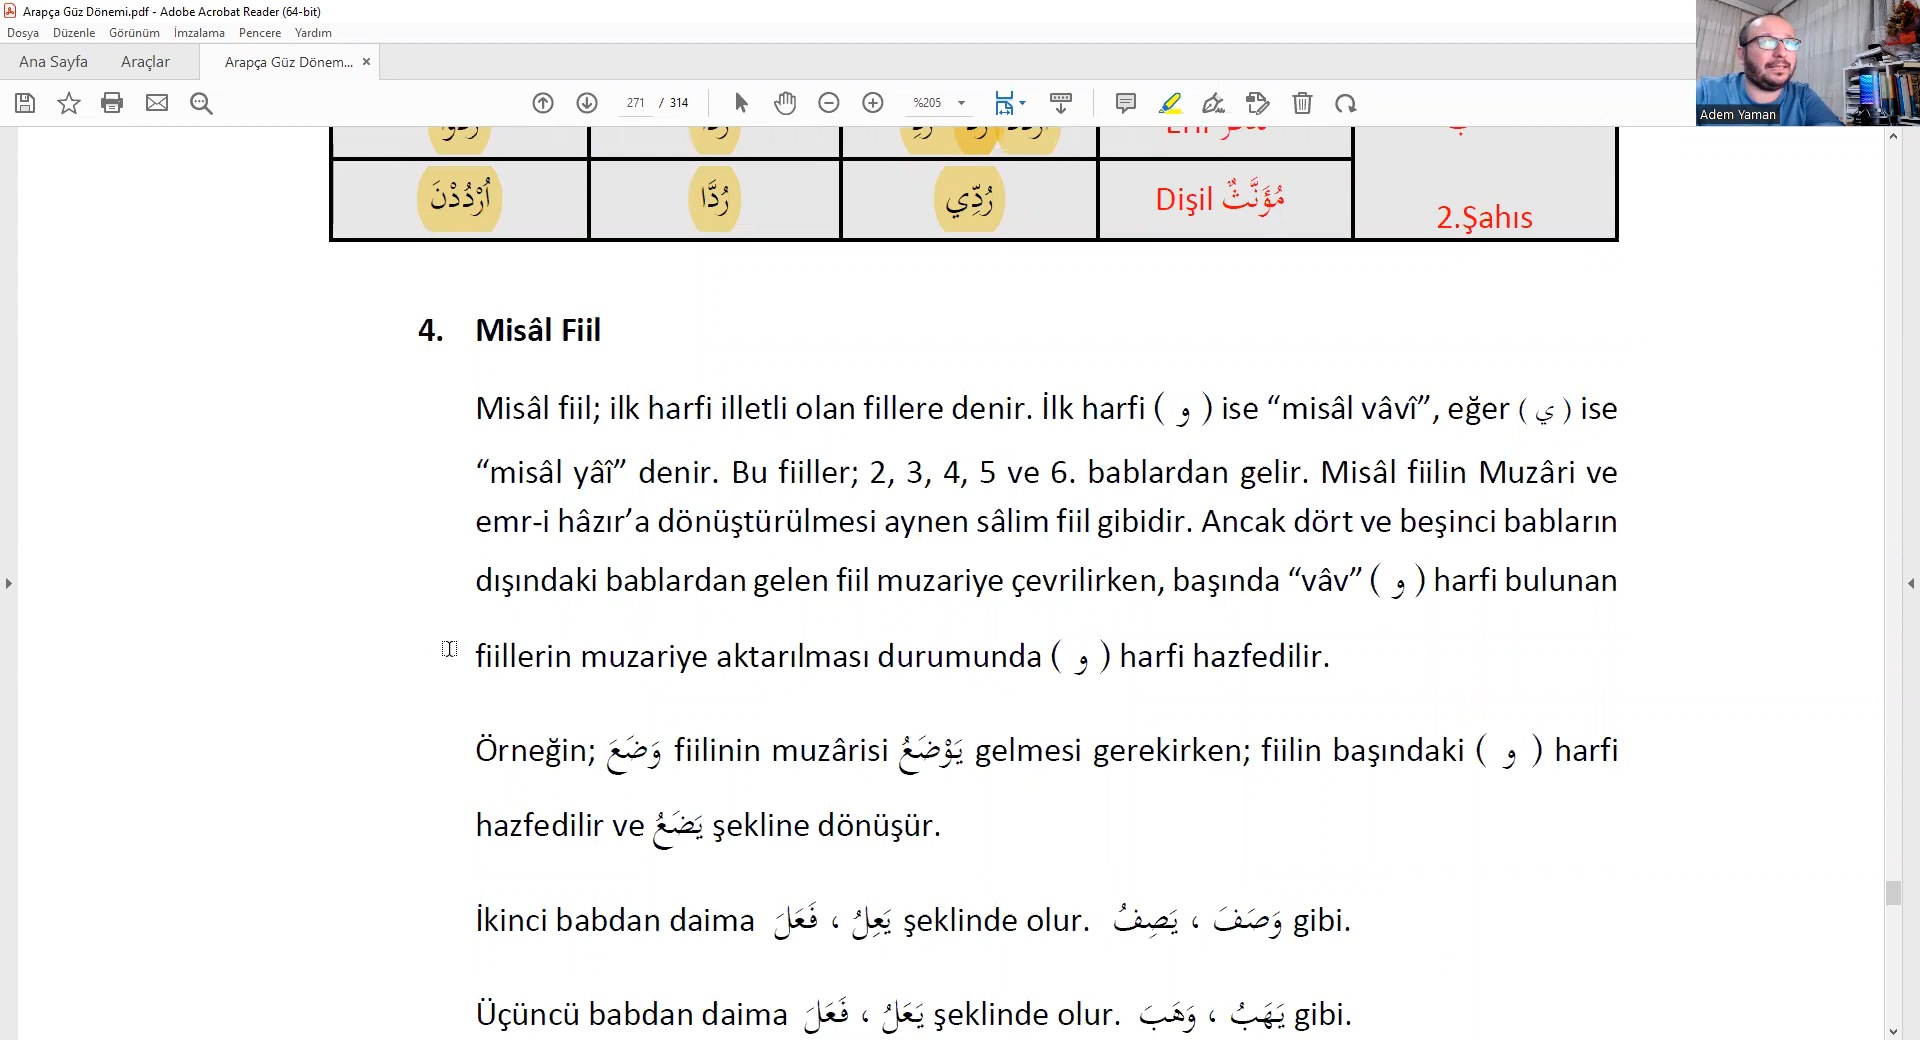 Arapça Güz Dönemi.pdf - Adobe Acrobat Reader (64-bit)
Dosya Düzenle Görünüm İmzalama Pencere Yardım
Ana Sayfa Araçlar Arapça Güz Dönem... ×
271 / 314 %205
Adem Yaman
اُرْدُدْنَ رُدَّا رُدِّي Dişil مُؤَنَّثٌ
2.Şahıs
4. Misâl Fiil
Misâl fiil; ilk harfi illetli olan fillere denir. İlk harfi ( و ) ise “misâl vâvî”, eğer ( ي ) ise
“misâl yâî” denir. Bu fiiller; 2, 3, 4, 5 ve 6. bablardan gelir. Misâl fiilin Muzâri ve
emr-i hâzır’a dönüştürülmesi aynen sâlim fiil gibidir. Ancak dört ve beşinci babların
dışındaki bablardan gelen fiil muzariye çevrilirken, başında “vâv” ( و ) harfi bulunan
fiillerin muzariye aktarılması durumunda ( و ) harfi hazfedilir.
Örneğin; وَضَعَ fiilinin muzârisi يَوْضَعُ gelmesi gerekirken; fiilin başındaki ( و ) harfi
hazfedilir ve يَضَعُ şekline dönüşür.
İkinci babdan daima فَعَلَ ، يَعِلُ şeklinde olur. وَصَفَ ، يَصِفُ gibi.
Üçüncü babdan daima فَعَلَ ، يَعَلُ şeklinde olur. وَهَبَ ، يَهَبُ gibi.